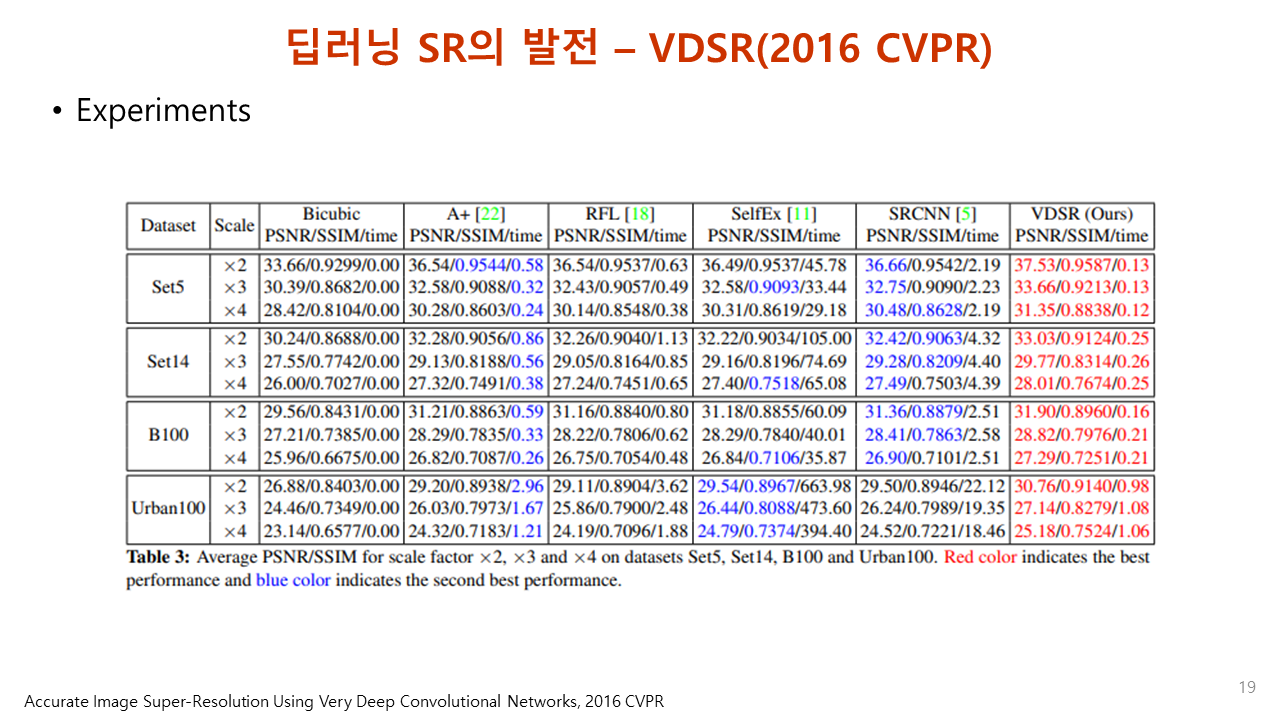 딥러닝 SR의 발전 – VDSR(2016 CVPR)
• Experiments
Dataset Scale Bicubic PSNR/SSIM/time A+ [22] PSNR/SSIM/time RFL [18] PSNR/SSIM/time SelfEx [11] PSNR/SSIM/time SRCNN [5] PSNR/SSIM/time VDSR (Ours) PSNR/SSIM/time
Set5 ×2 33.66/0.9299/0.00 36.54/0.9544/0.58 36.54/0.9537/0.63 36.49/0.9537/45.78 36.66/0.9542/2.19 37.53/0.9587/0.13
×3 30.39/0.8682/0.00 32.58/0.9088/0.32 32.43/0.9057/0.49 32.58/0.9093/33.44 32.75/0.9090/2.23 33.66/0.9213/0.13
×4 28.42/0.8104/0.00 30.28/0.8603/0.24 30.14/0.8548/0.38 30.31/0.8619/29.18 30.48/0.8628/2.19 31.35/0.8838/0.12
Set14 ×2 30.24/0.8688/0.00 32.28/0.9056/0.86 32.26/0.9040/1.13 32.22/0.9034/105.00 32.42/0.9063/4.32 33.03/0.9124/0.25
×3 27.55/0.7742/0.00 29.13/0.8188/0.56 29.05/0.8164/0.85 29.16/0.8196/74.69 29.28/0.8209/4.40 29.77/0.8314/0.26
×4 26.00/0.7027/0.00 27.32/0.7491/0.38 27.24/0.7451/0.65 27.40/0.7518/65.08 27.49/0.7503/4.39 28.01/0.7674/0.25
B100 ×2 29.56/0.8431/0.00 31.21/0.8863/0.59 31.16/0.8840/0.80 31.18/0.8855/60.09 31.36/0.8879/2.51 31.90/0.8960/0.16
×3 27.21/0.7385/0.00 28.29/0.7835/0.33 28.22/0.7806/0.62 28.29/0.7840/40.01 28.41/0.7863/2.58 28.82/0.7976/0.21
×4 25.96/0.6675/0.00 26.82/0.7087/0.26 26.75/0.7054/0.48 26.84/0.7106/35.87 26.90/0.7101/2.51 27.29/0.7251/0.21
Urban100 ×2 26.88/0.8403/0.00 29.20/0.8938/2.96 29.11/0.8904/3.62 29.54/0.8967/663.98 29.50/0.8946/22.12 30.76/0.9140/0.98
×3 24.46/0.7349/0.00 26.03/0.7973/1.67 25.86/0.7900/2.48 26.44/0.8088/473.60 26.24/0.7989/19.35 27.14/0.8279/1.08
×4 23.14/0.6577/0.00 24.32/0.7183/1.21 24.19/0.7096/1.88 24.79/0.7374/394.40 24.52/0.7221/18.46 25.18/0.7524/1.06
Table 3: Average PSNR/SSIM for scale factor ×2, ×3 and ×4 on datasets Set5, Set14, B100 and Urban100. Red color indicates the best
performance and blue color indicates the second best performance.
Accurate Image Super-Resolution Using Very Deep Convolutional Networks, 2016 CVPR
19